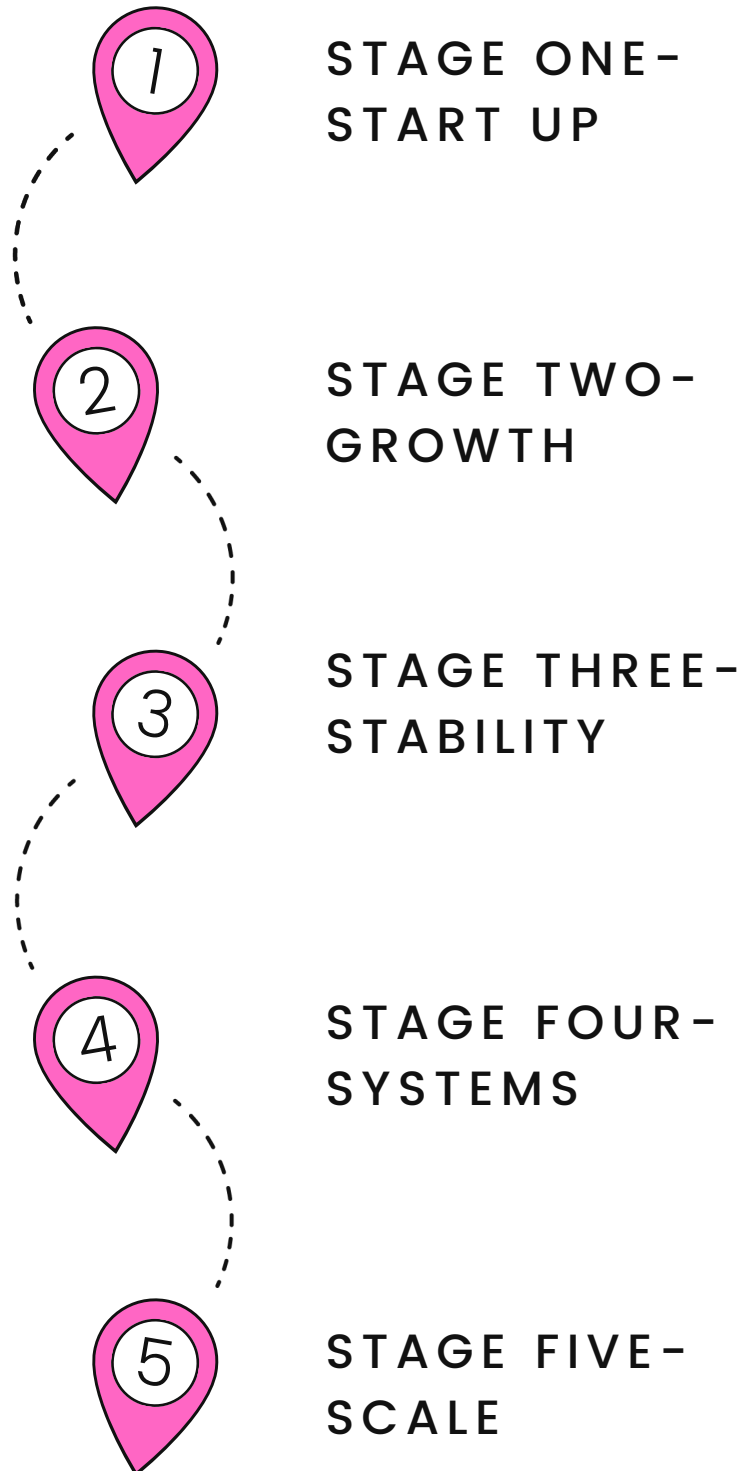 1
STAGE ONE-
START UP
2
STAGE TWO-
GROWTH
3
STAGE THREE-
STABILITY
4
STAGE FOUR-
SYSTEMS
5
STAGE FIVE-
SCALE